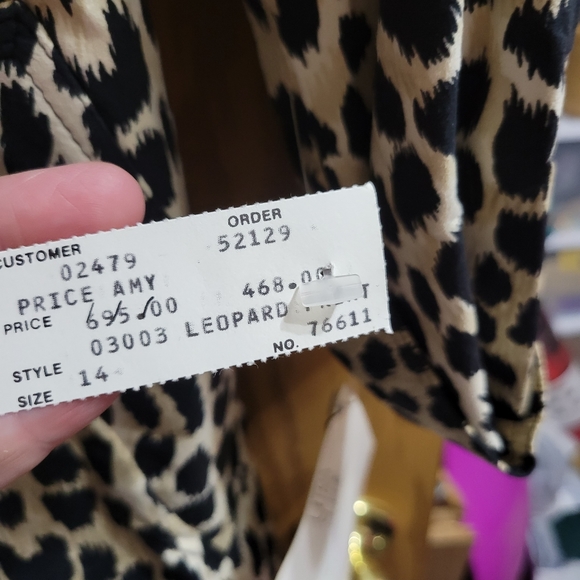 CUSTOMER ORDER
02479 52129
PRICE AMY
PRICE 695.00 468.00
03003 LEOPARD
STYLE NO. 76611
SIZE 14